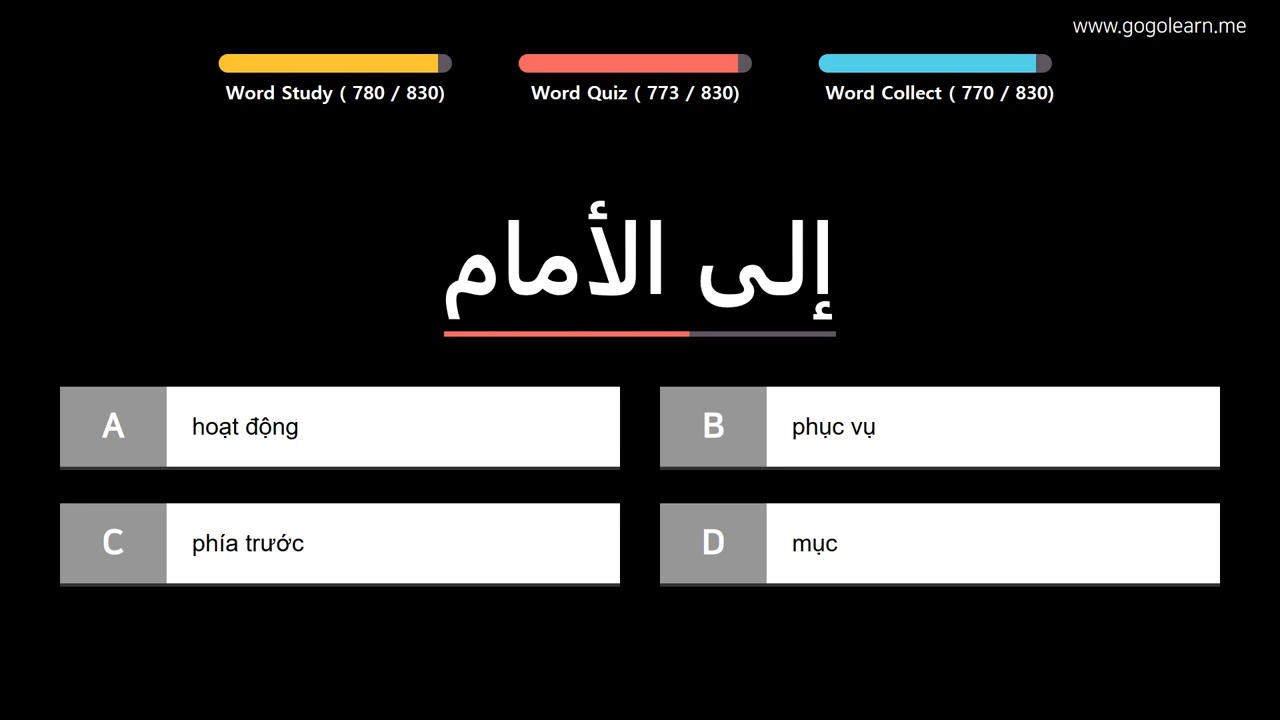 www.gogolearn.me
Word Study ( 780 / 830)
Word Quiz ( 773 / 830)
Word Collect ( 770 / 830)
إلى الأمام
A
hoạt động
B
phục vụ
C
phía trước
D
mục